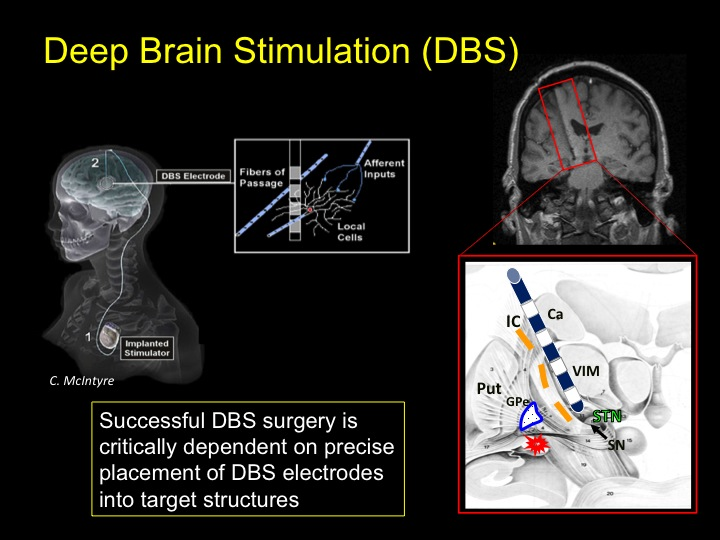 Deep Brain Stimulation (DBS)
2
DBS Electrode
Fibers of
Passage
Afferent
Inputs
Local
Cells
1
Implanted
Stimulator
C. McIntyre
Successful DBS surgery is
critically dependent on precise
placement of DBS electrodes
into target structures
IC
Ca
VIM
Put
GPe
STN
SN
3
20